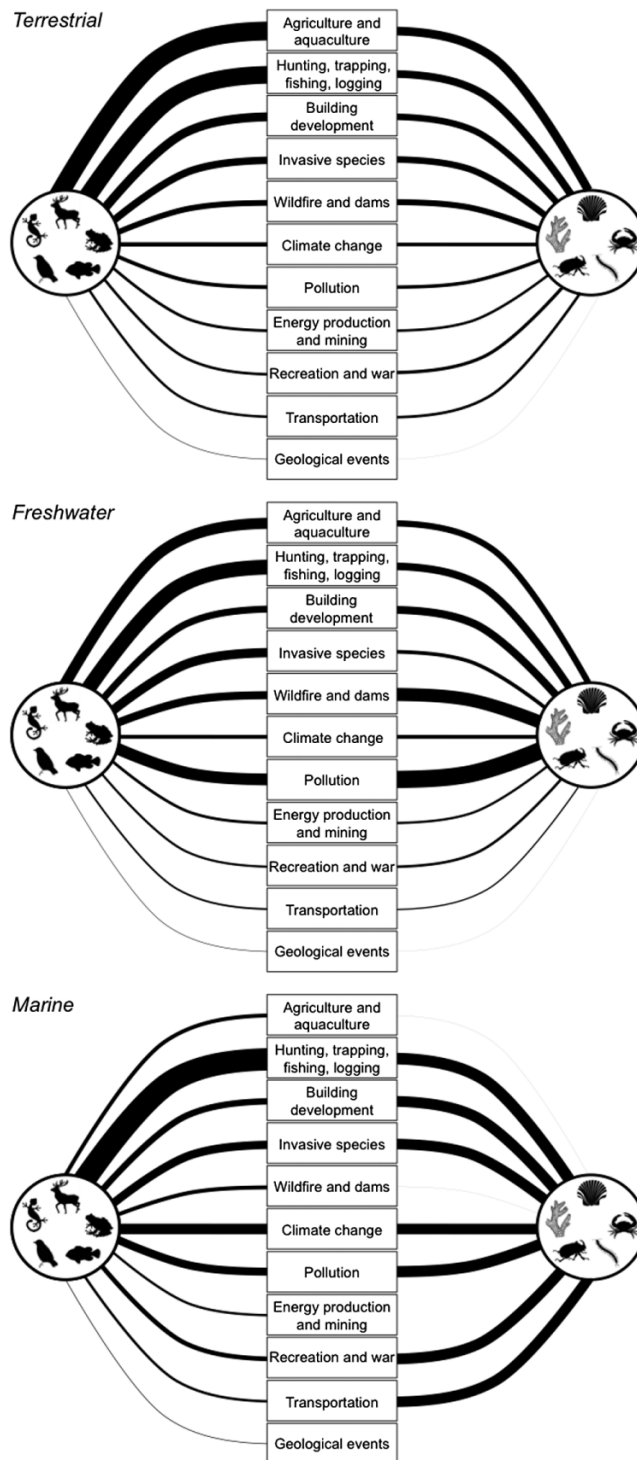 Terrestrial
Agriculture and
aquaculture
Hunting, trapping,
fishing, logging
Building
development
Invasive species
Wildfire and dams
Climate change
Pollution
Energy production
and mining
Recreation and war
Transportation
Geological events
Freshwater
Agriculture and
aquaculture
Hunting, trapping,
fishing, logging
Building
development
Invasive species
Wildfire and dams
Climate change
Pollution
Energy production
and mining
Recreation and war
Transportation
Geological events
Marine
Agriculture and
aquaculture
Hunting, trapping,
fishing, logging
Building
development
Invasive species
Wildfire and dams
Climate change
Pollution
Energy production
and mining
Recreation and war
Transportation
Geological events